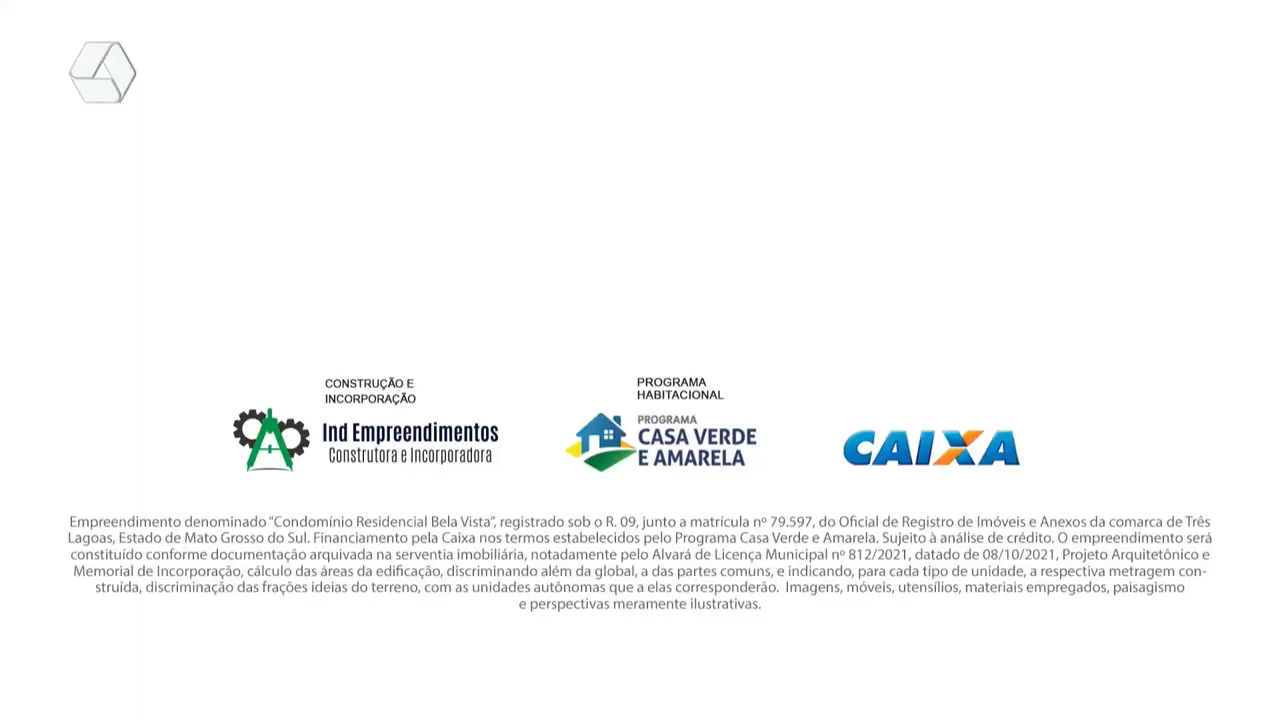 CONSTRUÇÃO E
INCORPORAÇÃO
Ind Empreendimentos
Construtora e Incorporadora
PROGRAMA
HABITACIONAL
PROGRAMA
CASA VERDE
E AMARELA
CAIXA
Empreendimento denominado “Condomínio Residencial Bela Vista”, registrado sob o R. 09, junto a matrícula nº 79.597, do Oficial de Registro de Imóveis e Anexos da comarca de Três
Lagoas, Estado de Mato Grosso do Sul. Financiamento pela Caixa nos termos estabelecidos pelo Programa Casa Verde e Amarela. Sujeito à análise de crédito. O empreendimento será
constituído conforme documentação arquivada na serventia imobiliária, notadamente pelo Alvará de Licença Municipal nº 812/2021, datado de 08/10/2021, Projeto Arquitetônico e
Memorial de Incorporação, cálculo das áreas da edificação, discriminando além da global, a das partes comuns, e indicando, para cada tipo de unidade, a respectiva metragem con-
struída, discriminação das frações ideias do terreno, com as unidades autônomas que a elas corresponderão. Imagens, móveis, utensílios, materiais empregados, paisagismo
e perspectivas meramente ilustrativas.